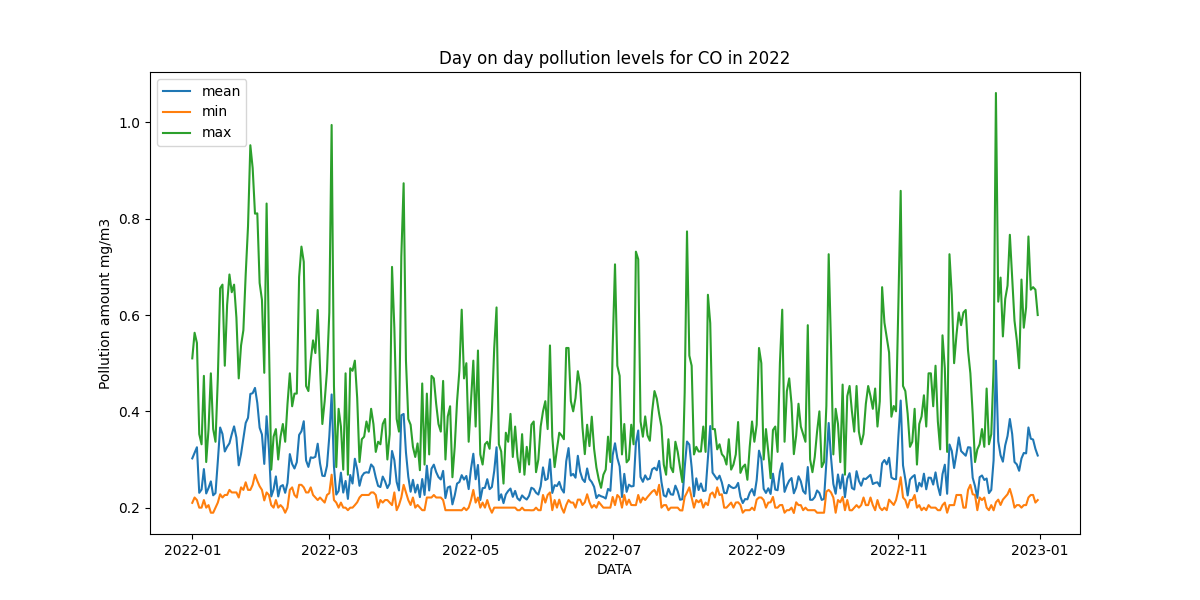 Day on day pollution levels for CO in 2022
mean
min
max
Pollution amount mg/m3
1.0
0.8
0.6
0.4
0.2
2022-01
2022-03
2022-05
2022-07
2022-09
2022-11
2023-01
DATA